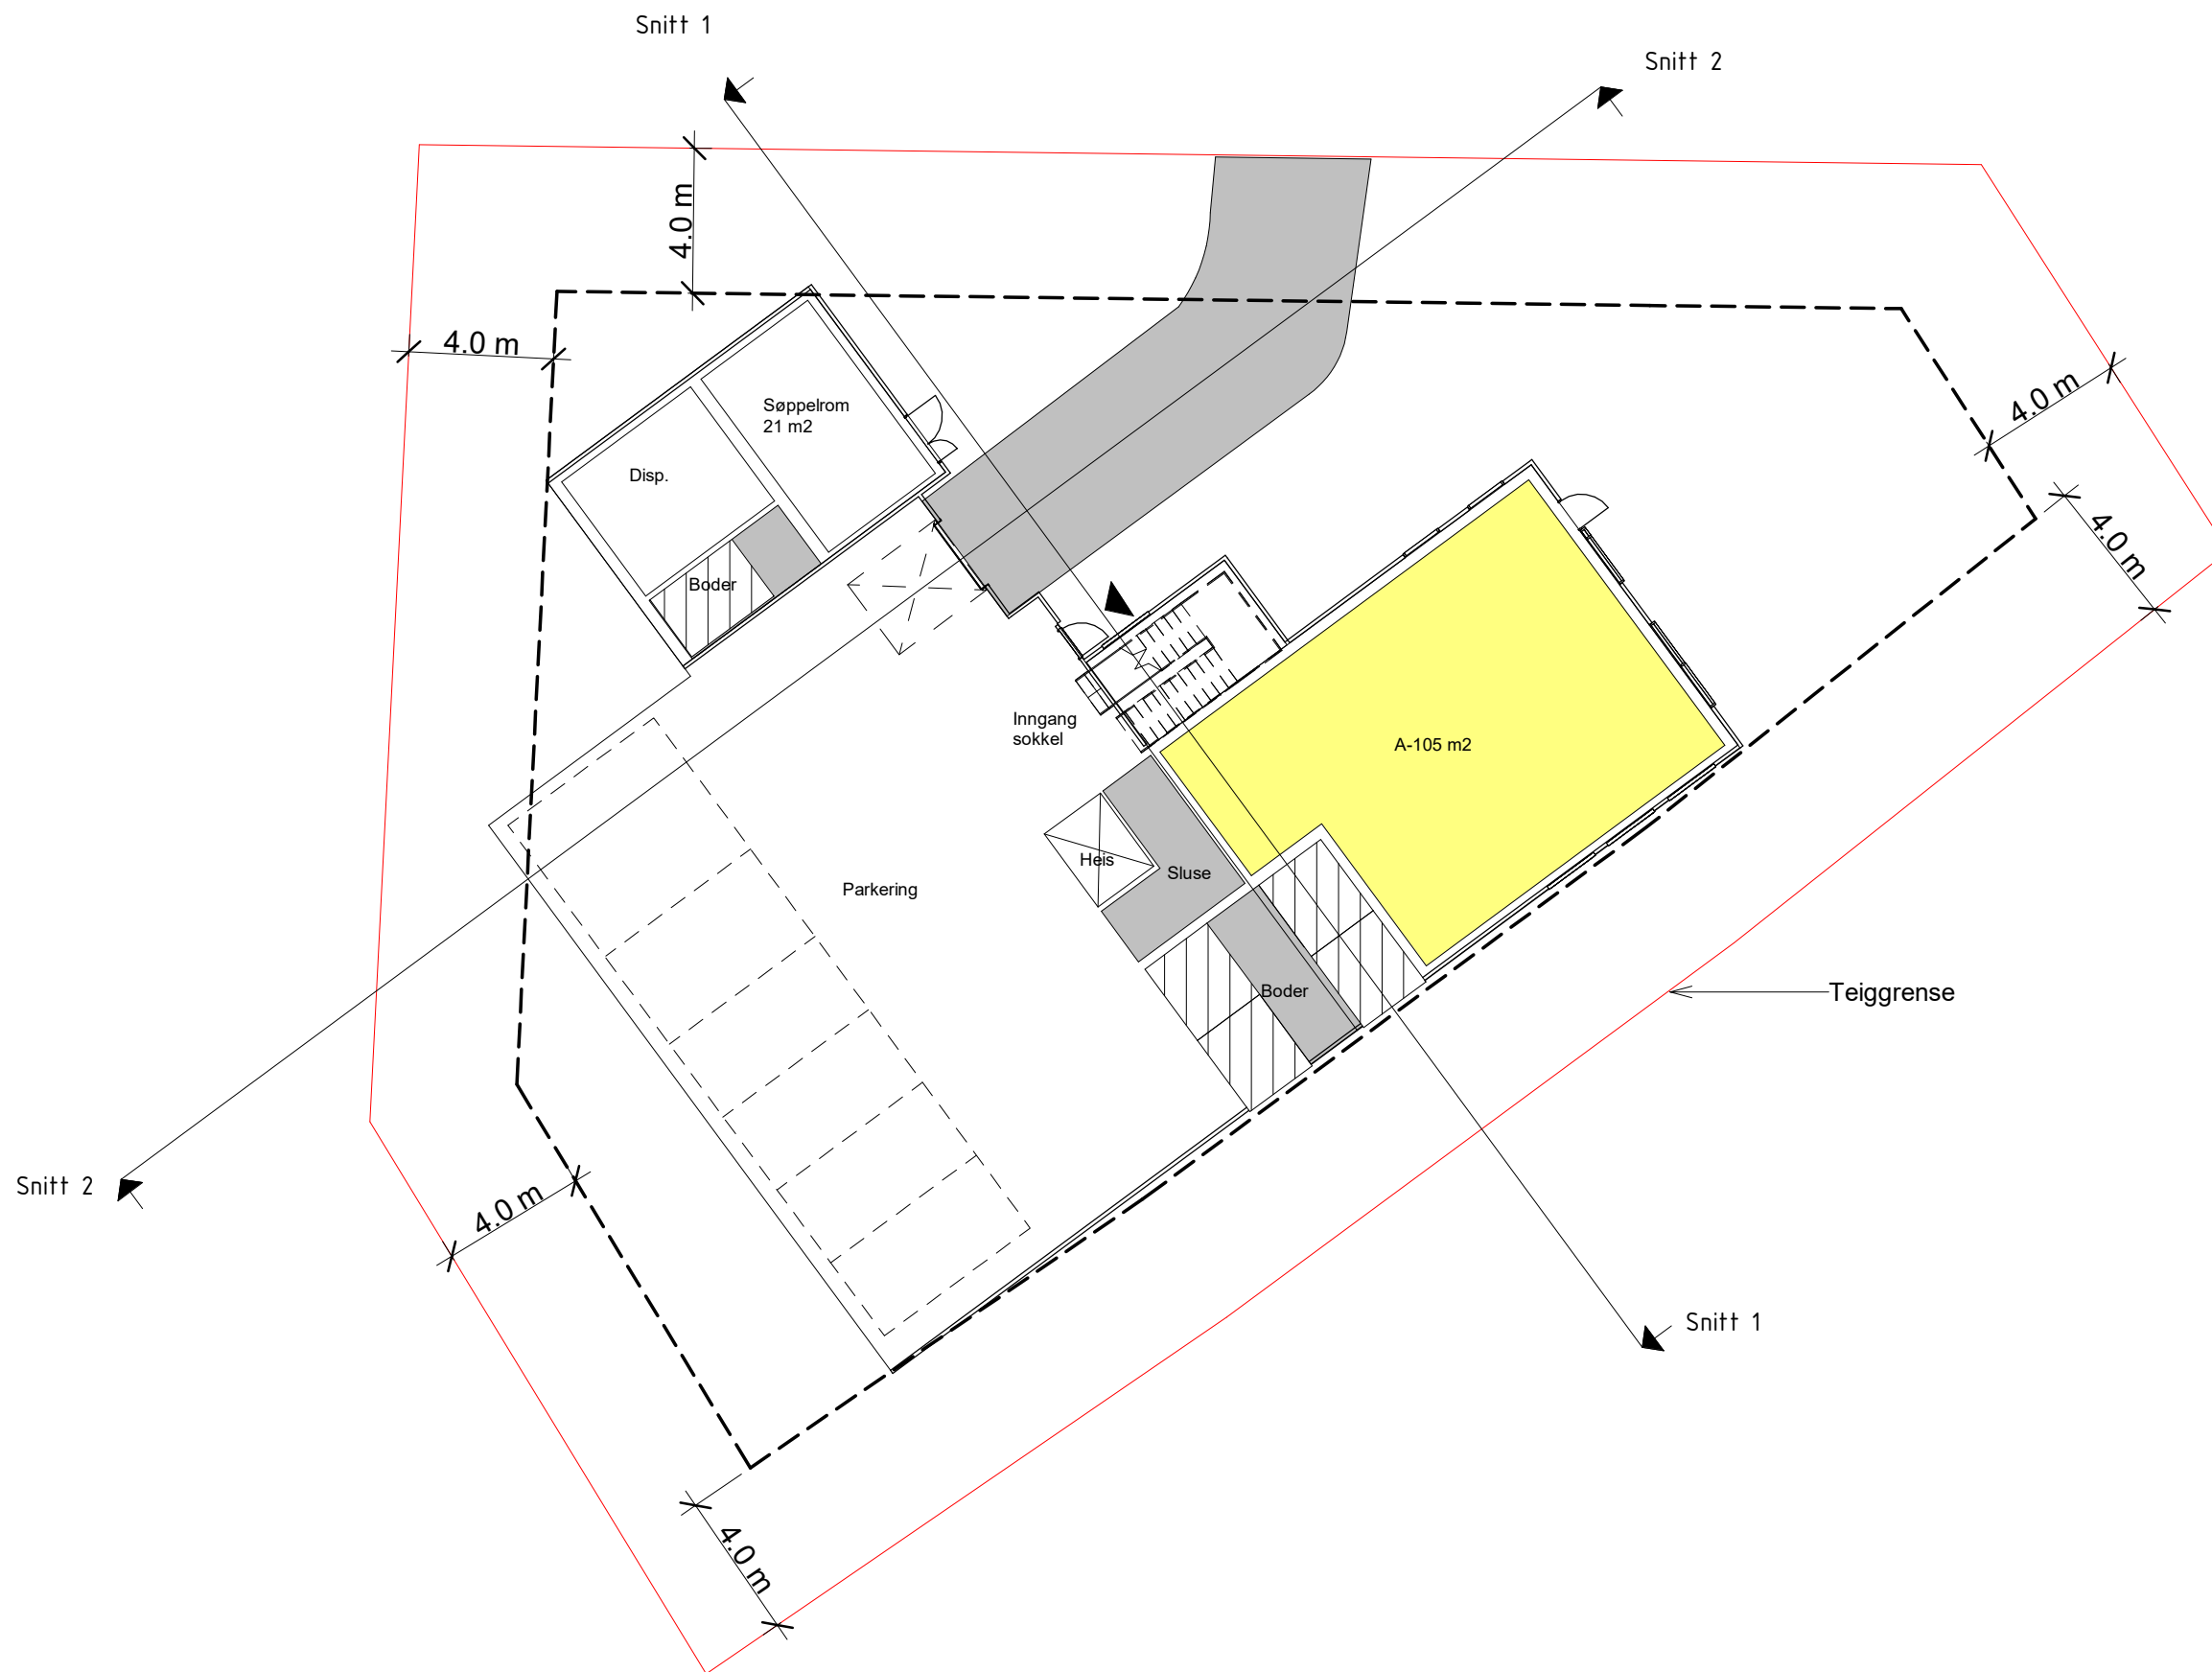 Snitt 1
Snitt 2
4.0 m
4.0 m
4.0 m
4.0 m
Søppelrom
21 m2
Disp.
Boder
Inngang
sokkel
A-105 m2
Heis
Sluse
Parkering
Boder
Teiggrense
Snitt 2
4.0 m
Snitt 1
4.0 m